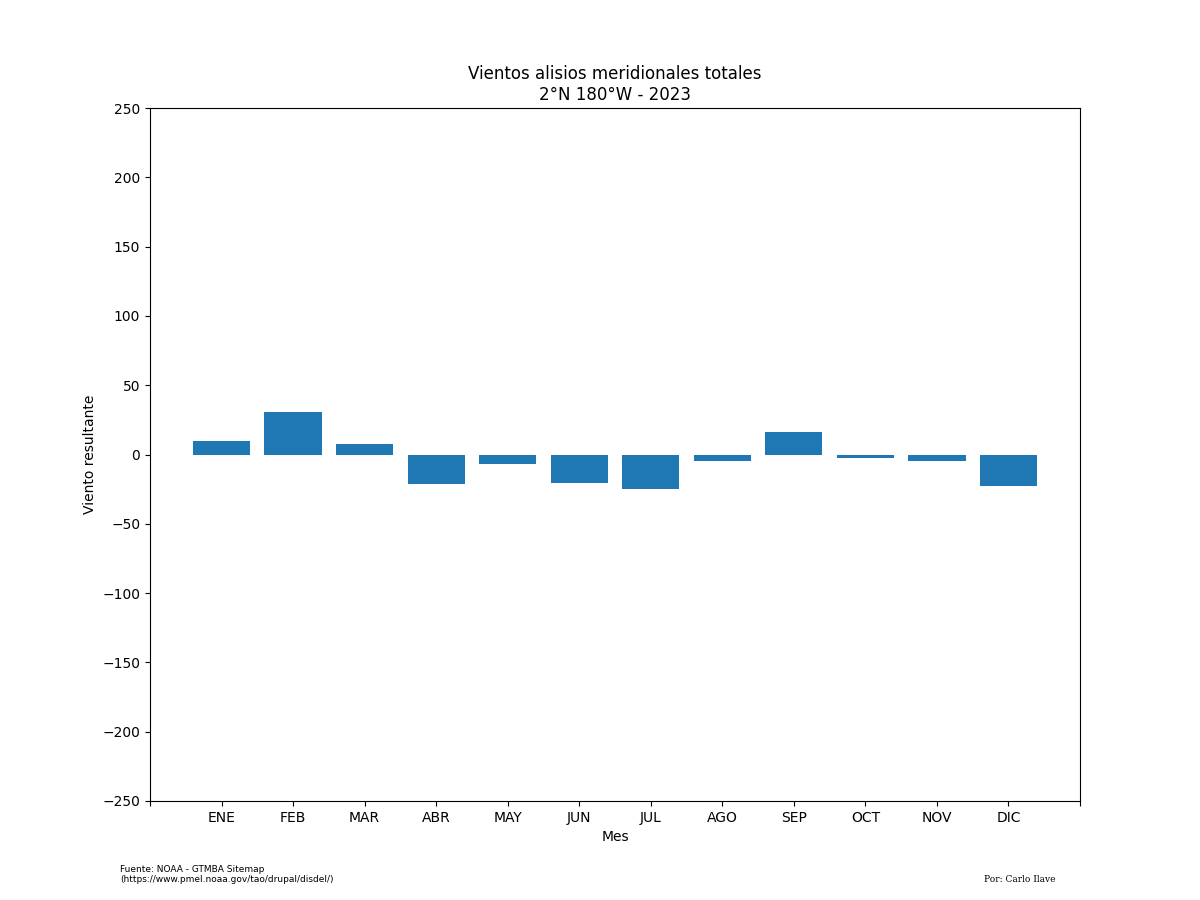 Vientos alisios meridionales totales
2°N 180°W - 2023
250
200
150
100
50
0
−50
−100
−150
−200
−250
Viento resultante
ENE FEB MAR ABR MAY JUN JUL AGO SEP OCT NOV DIC
Mes
Fuente: NOAA - GTMBA Sitemap
(https://www.pmel.noaa.gov/tao/drupal/disdel/)
Por: Carlo Ilave